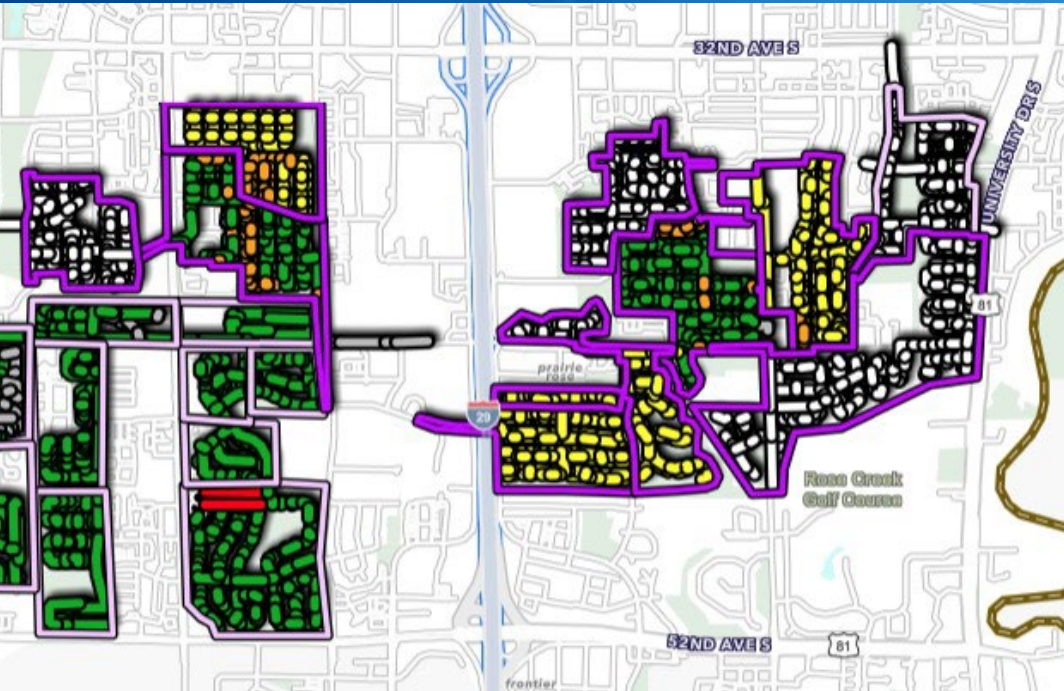 32ND AVE S
UNIVERSITY DR S
81
prairie
rose
29
Rose Creek
Golf Course
52ND AVE S
81
frontier